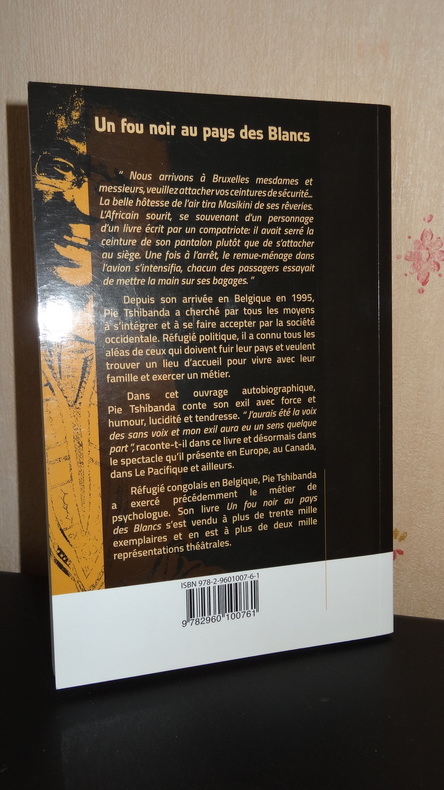 Un fou noir au pays des Blancs
“ Nous arrivons à Bruxelles mesdames et
messieurs, veuillez attacher vos ceintures de sécurité...
La belle hôtesse de l'air tira Masikini de ses rêveries.
L'Africain sourit, se souvenant d'un personnage
d'un livre écrit par un compatriote: il avait serré la
ceinture de son pantalon plutôt que de s'attacher
au siège. Une fois à l'arrêt, le remue-ménage dans
l'avion s'intensifia, chacun des passagers essayait
de mettre la main sur ses bagages. ”
Depuis son arrivée en Belgique en 1995,
Pie Tshibanda a cherché par tous les moyens
à s'intégrer et à se faire accepter par la société
occidentale. Réfugié politique, il a connu tous les
aléas de ceux qui doivent fuir leur pays et veulent
trouver un lieu d'accueil pour vivre avec leur
famille et exercer un métier.
Dans cet ouvrage autobiographique,
Pie Tshibanda conte son exil avec force et
humour, lucidité et tendresse. “J'aurais été la voix
des sans voix et mon exil aura eu un sens quelque
part ”, raconte-t-il dans ce livre et désormais dans
le spectacle qu'il présente en Europe, au Canada,
dans Le Pacifique et ailleurs.
Réfugié congolais en Belgique, Pie Tshibanda
a exercé précédemment le métier de
psychologue. Son livre Un fou noir au pays
des Blancs s'est vendu à plus de trente mille
exemplaires et en est à plus de deux mille
représentations théâtrales.
ISBN 978-2-9601007-6-1
9 782960 100761